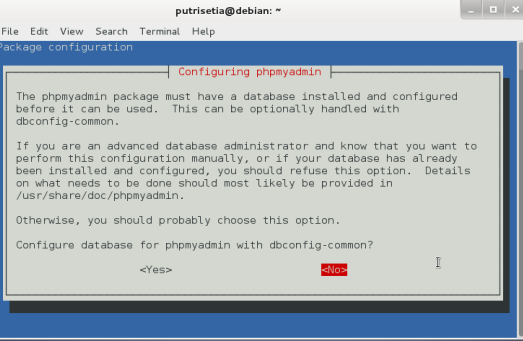 putrisetia@debian: ~
File Edit View Search Terminal Help
Package configuration
Configuring phpmyadmin
The phpmyadmin package must have a database installed and configured
before it can be used. This can be optionally handled with
dbconfig-common.
If you are an advanced database administrator and know that you want to
perform this configuration manually, or if your database has already
been installed and configured, you should refuse this option. Details
on what needs to be done should most likely be provided in
/usr/share/doc/phpmyadmin.
Otherwise, you should probably choose this option.
Configure database for phpmyadmin with dbconfig-common?
<Yes> <No>